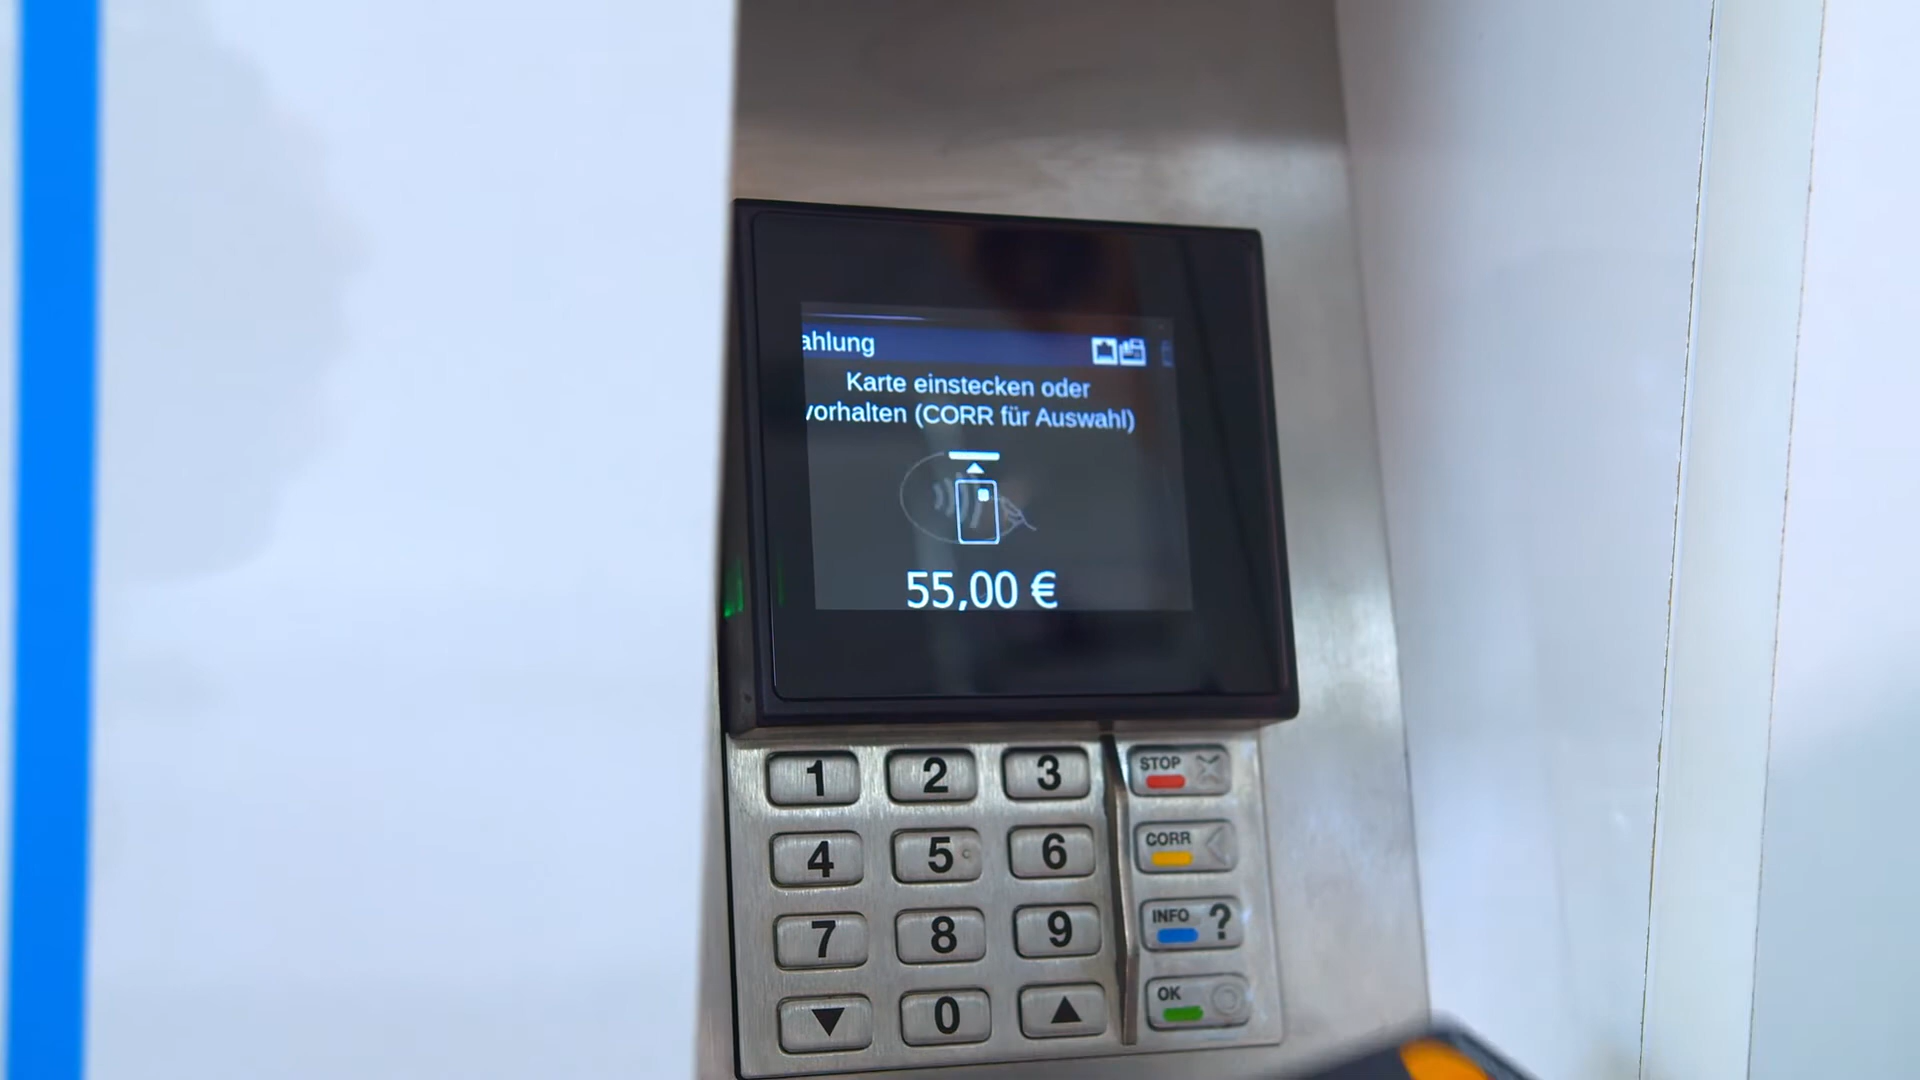 ahlung
Karte einstecken oder
vorhalten (CORR für Auswahl)
55,00 €
1 2 3 STOP
4 5 6 CORR
7 8 9 INFO ?
0 OK